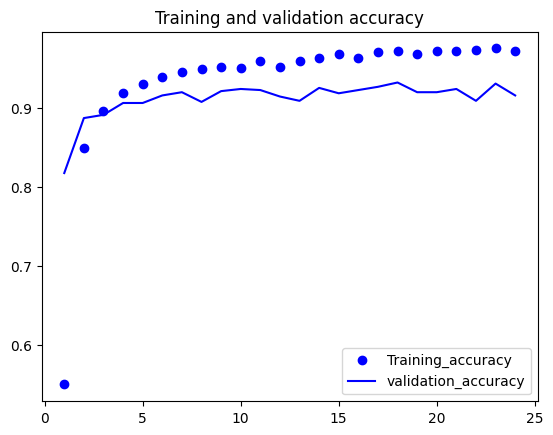 Training and validation accuracy
0.9
0.8
0.7
0.6
Training_accuracy
validation_accuracy
0 5 10 15 20 25